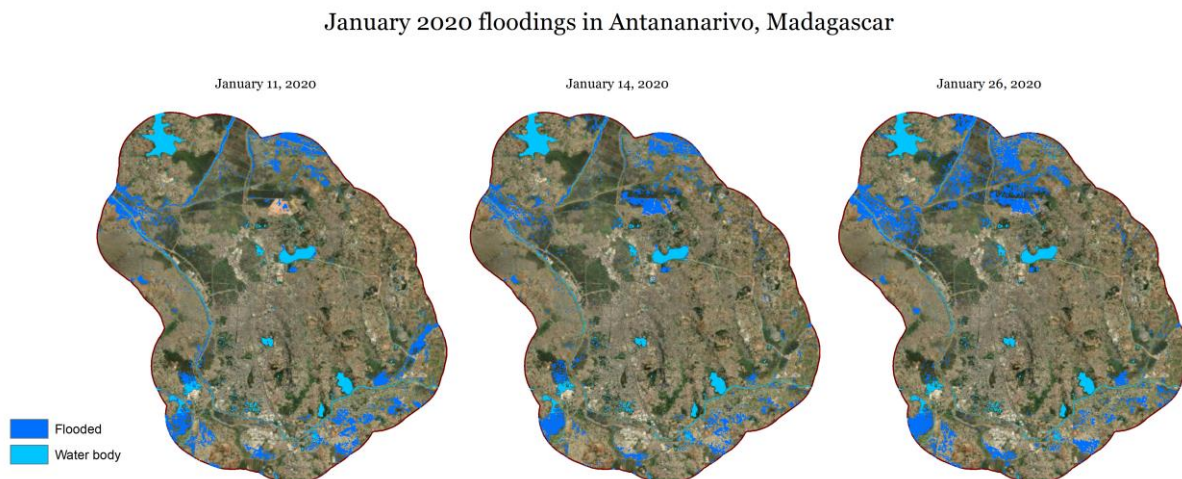 January 2020 floodings in Antananarivo, Madagascar
January 11, 2020
January 14, 2020
January 26, 2020
Flooded
Water body